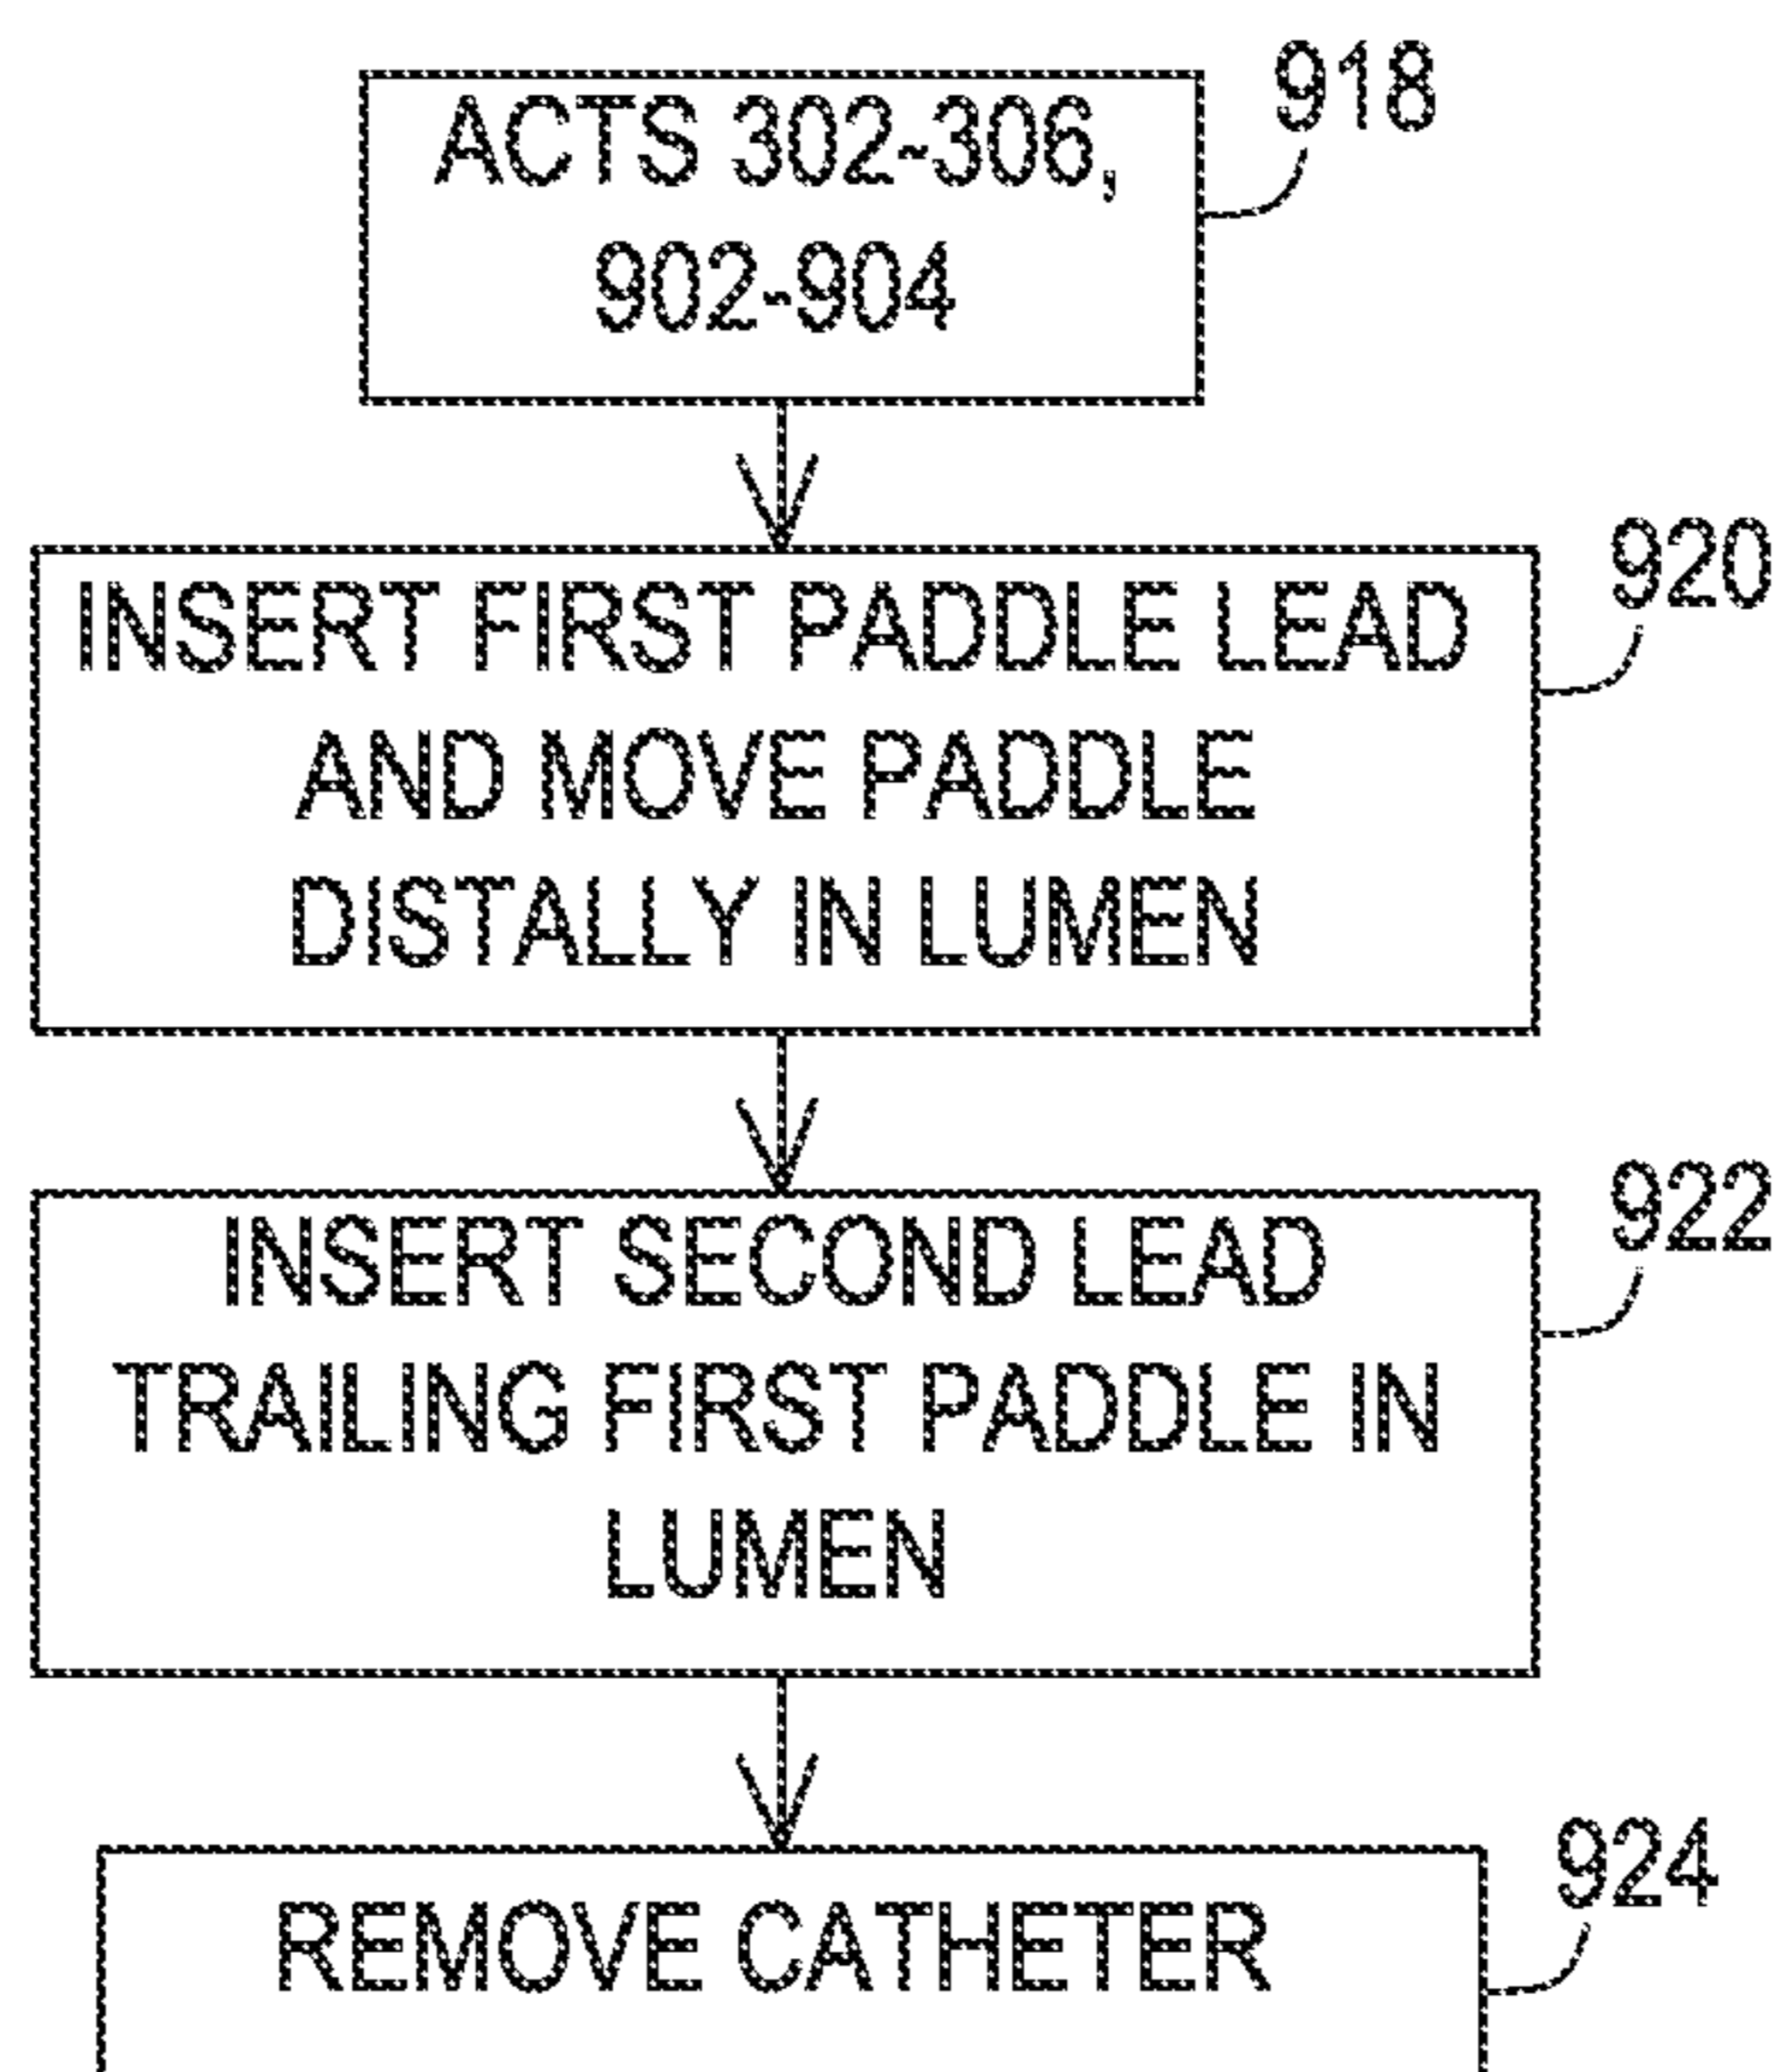 918
ACTS 302-306,
902-904
920
INSERT FIRST PADDLE LEAD
AND MOVE PADDLE
DISTALLY IN LUMEN
922
INSERT SECOND LEAD
TRAILING FIRST PADDLE IN
LUMEN
924
REMOVE CATHETER